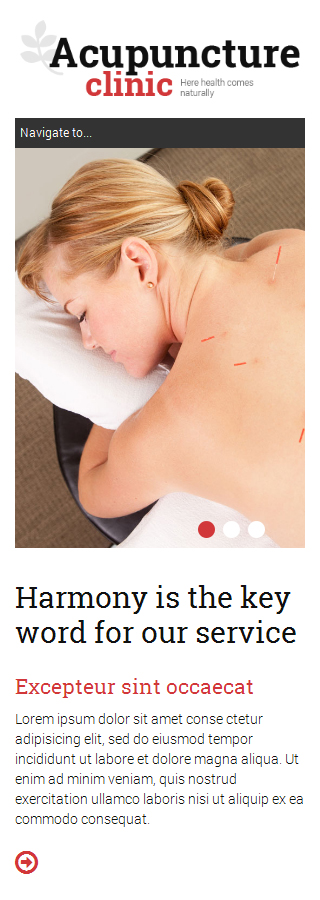 Acupuncture
clinic Here health comes
naturally
Navigate to...
Harmony is the key
word for our service
Excepteur sint occaecat
Lorem ipsum dolor sit amet conse ctetur
adipisicing elit, sed do eiusmod tempor
incididunt ut labore et dolore magna aliqua. Ut
enim ad minim veniam, quis nostrud
exercitation ullamco laboris nisi ut aliquip ex ea
commodo consequat.